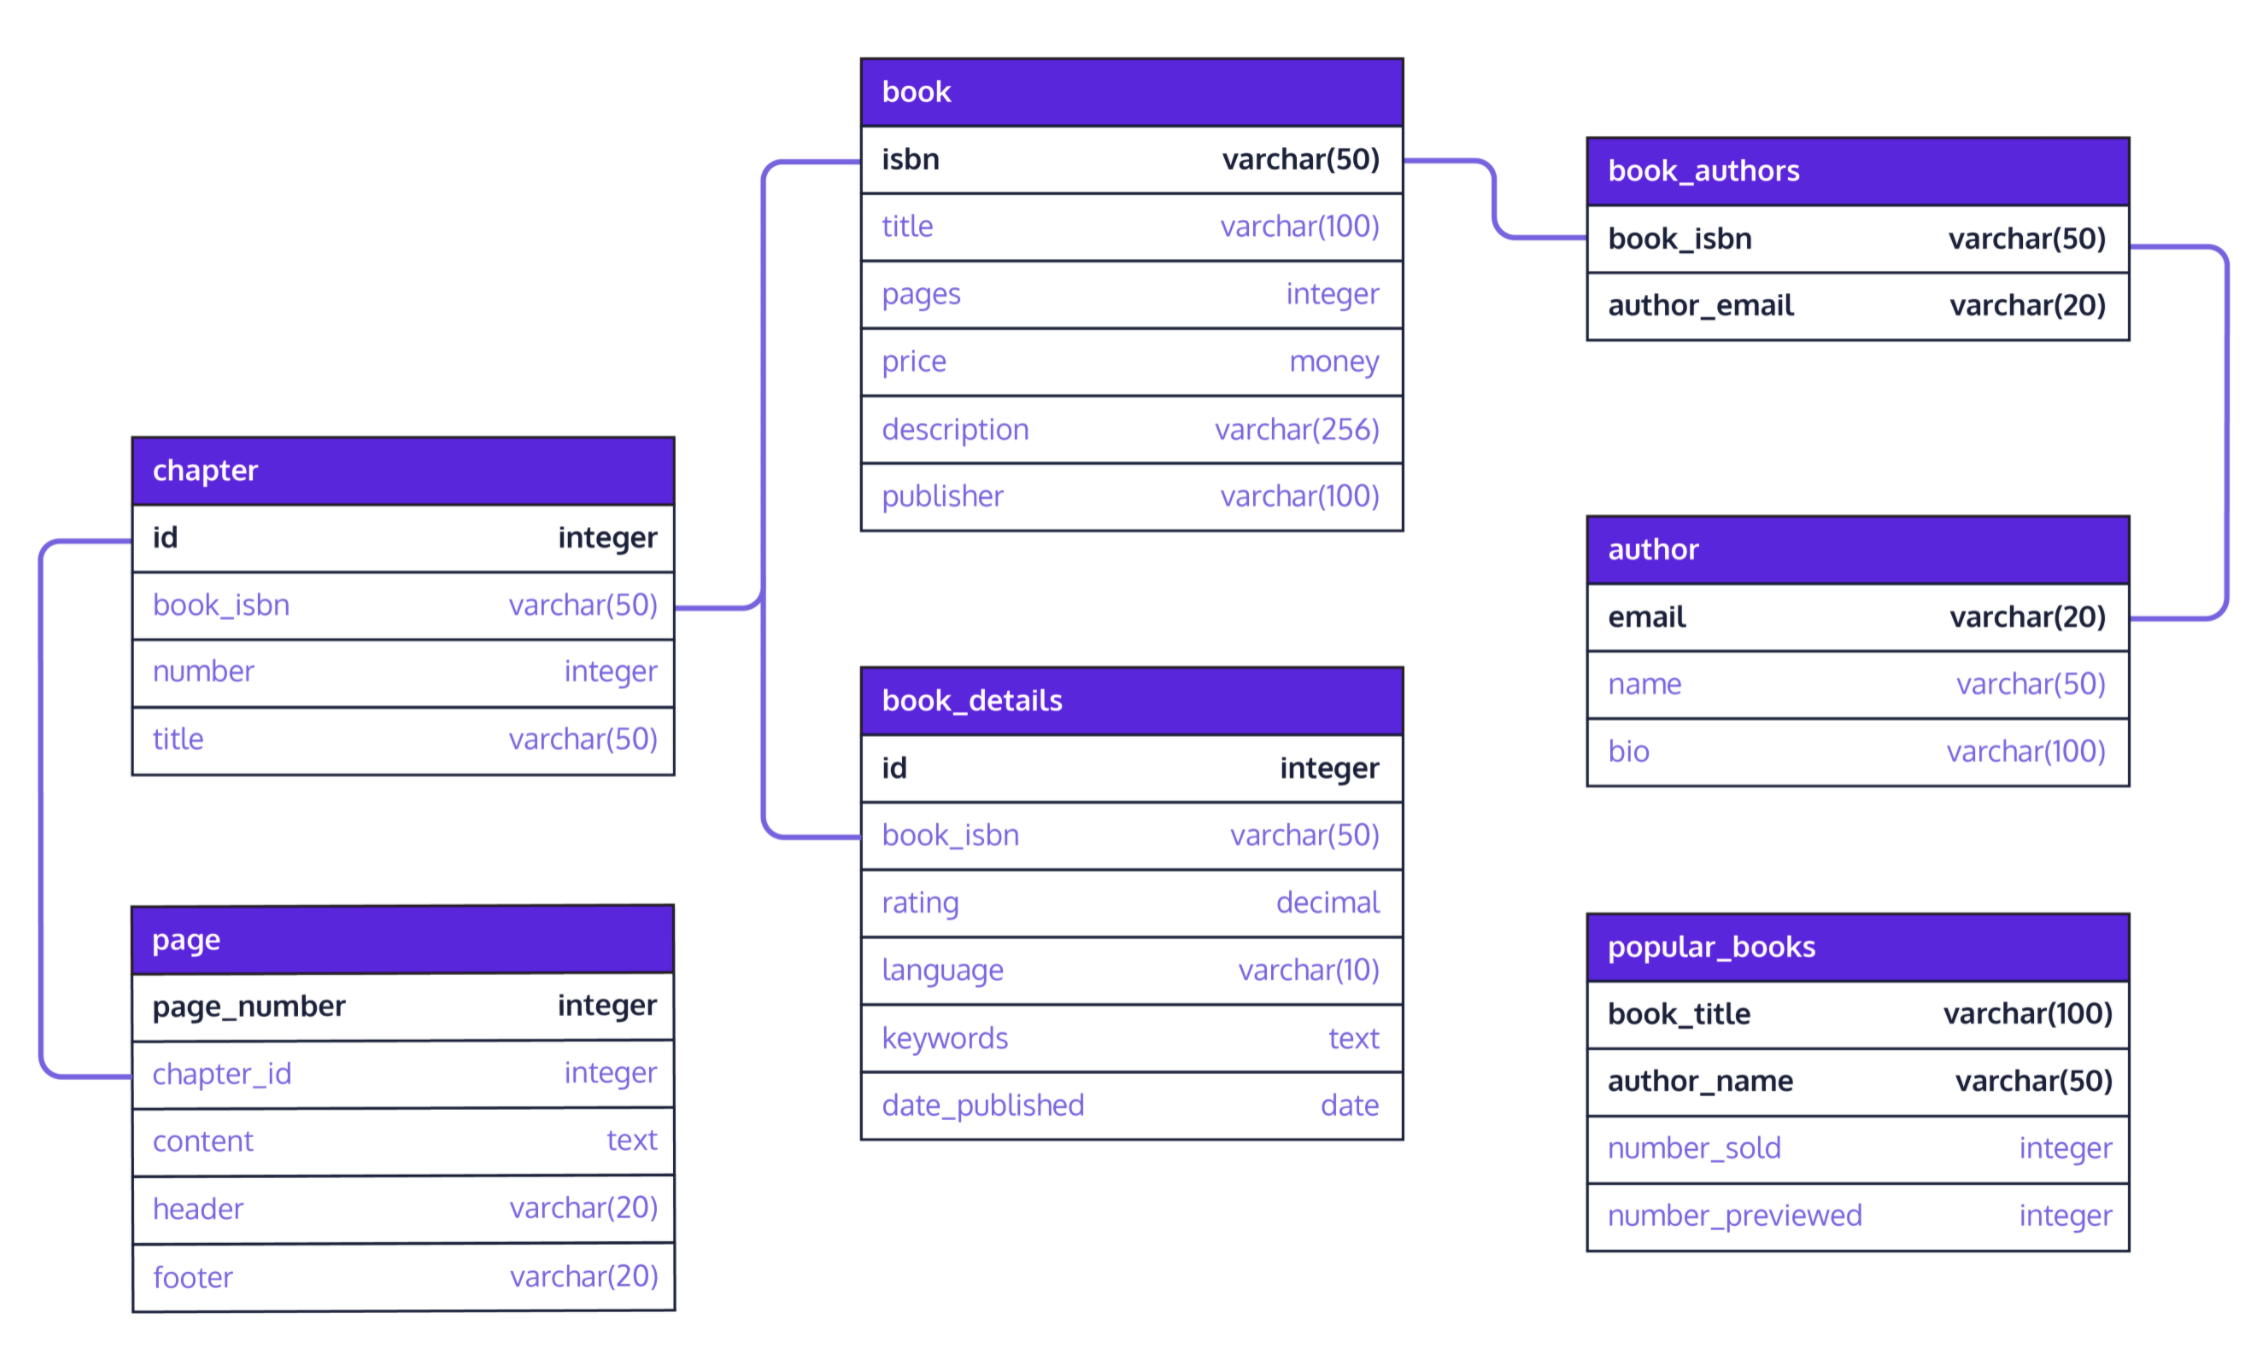 book
isbn varchar(50)
title varchar(100)
pages integer
price money
description varchar(256)
publisher varchar(100)
book_authors
book_isbn varchar(50)
author_email varchar(20)
chapter
id integer
book_isbn varchar(50)
number integer
title varchar(50)
author
email varchar(20)
name varchar(50)
bio varchar(100)
book_details
id integer
book_isbn varchar(50)
rating decimal
language varchar(10)
keywords text
date_published date
page
page_number integer
chapter_id integer
content text
header varchar(20)
footer varchar(20)
popular_books
book_title varchar(100)
author_name varchar(50)
number_sold integer
number_previewed integer